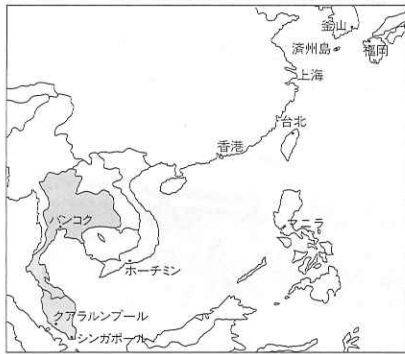 釜山
済州島
福岡
上海
台北
香港
バンコク
マニラ
ホーチミン
クアラルンプール
シンガポール